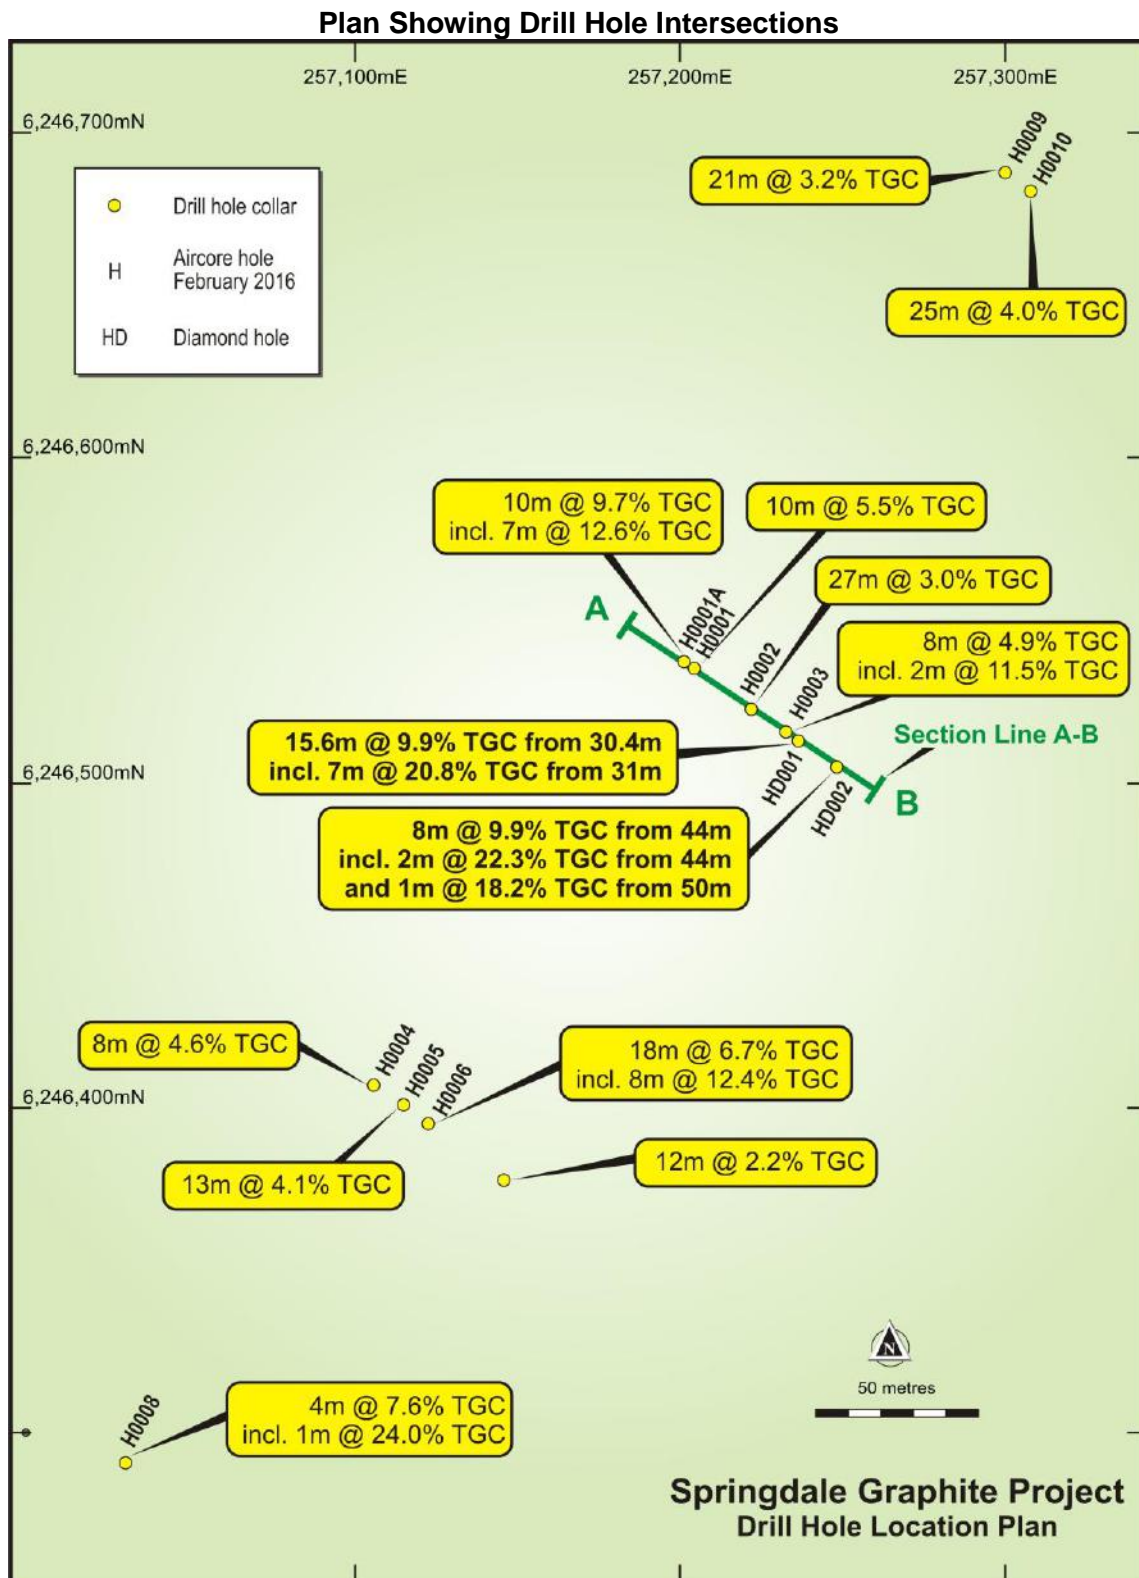 Plan Showing Drill Hole Intersections
257,100mE
257,200mE
257,300mE
6,246,700mN
H0009
H0010
21m @ 3.2% TGC
25m @ 4.0% TGC
Drill hole collar
H
Aircore hole
February 2016
HD
Diamond hole
6,246,600mN
10m @ 9.7% TGC
incl. 7m @ 12.6% TGC
10m @ 5.5% TGC
27m @ 3.0% TGC
8m @ 4.9% TGC
incl. 2m @ 11.5% TGC
A
H0001A
H0001
H0002
H0003
Section Line A-B
15.6m @ 9.9% TGC from 30.4m
incl. 7m @ 20.8% TGC from 31m
HD001
HD002
B
6,246,500mN
8m @ 9.9% TGC from 44m
incl. 2m @ 22.3% TGC from 44m
and 1m @ 18.2% TGC from 50m
8m @ 4.6% TGC
H0004
H0005
H0006
18m @ 6.7% TGC
incl. 8m @ 12.4% TGC
6,246,400mN
13m @ 4.1% TGC
12m @ 2.2% TGC
N
50 metres
H0008
4m @ 7.6% TGC
incl. 1m @ 24.0% TGC
Springdale Graphite Project
Drill Hole Location Plan